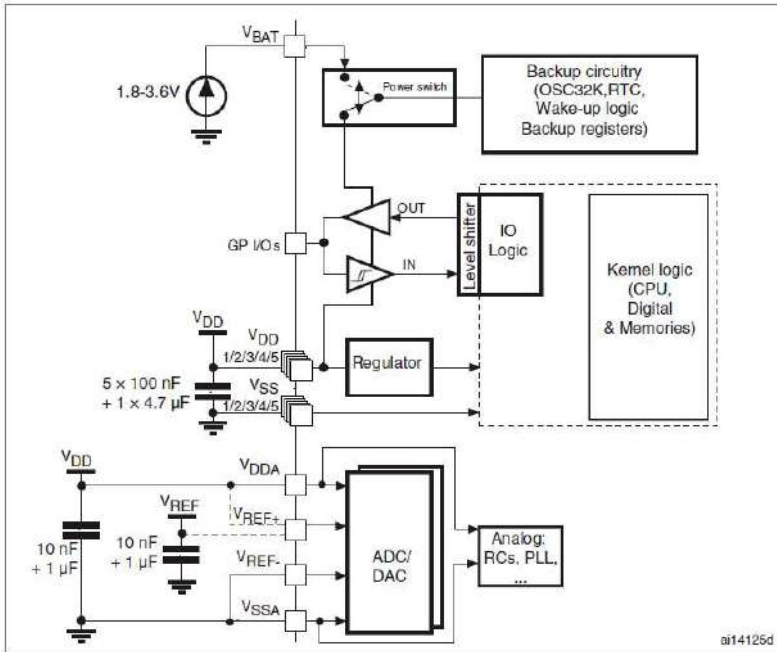 VBAT
1.8-3.6V
Power switch
Backup circuitry
(OSC32K,RTC,
Wake-up logic
Backup registers)
OUT
GP I/Os
IN
Level shifter
IO
Logic
Kernel logic
(CPU,
Digital
& Memories)
VDD
VDD
1/2/3/4/5
Regulator
5 × 100 nF
+ 1 × 4.7 µF
VSS
1/2/3/4/5
VDD
VDDA
VREF
VREF+
10 nF
+ 1 µF
10 nF
+ 1 µF
VREF-
ADC/
DAC
Analog:
RCs, PLL,
...
VSSA
ai14125d